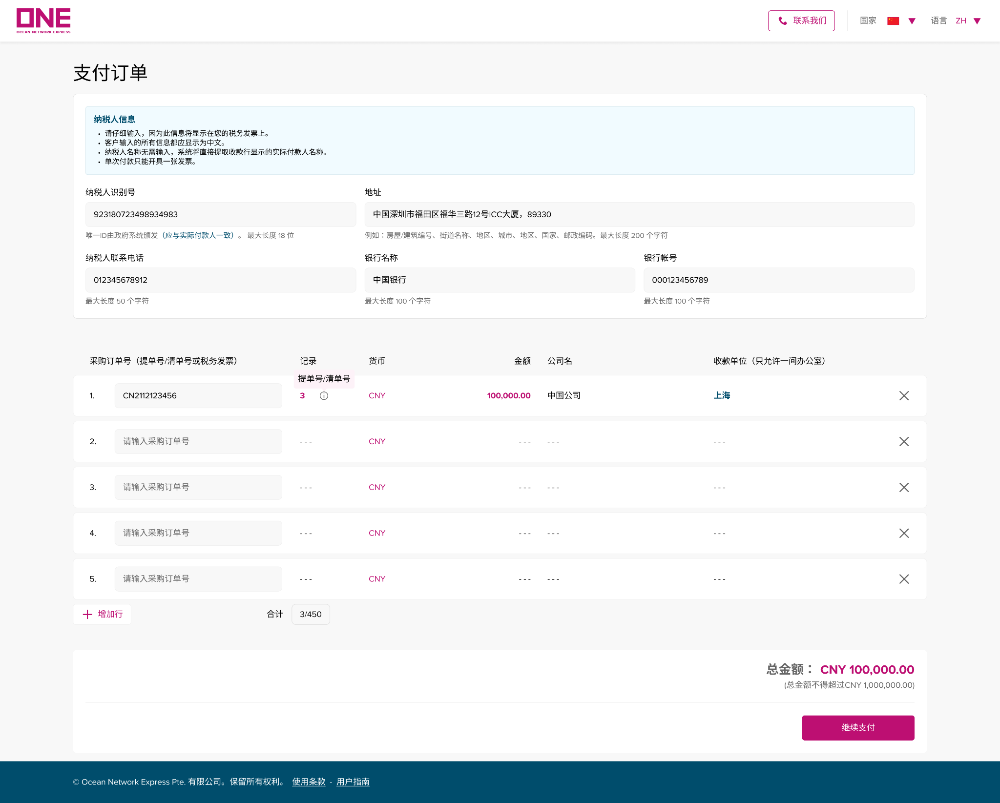 ONE
OCEAN NETWORK EXPRESS
联系我们
国家
语言 ZH
支付订单
纳税人信息
• 请仔细输入，因为此信息将显示在您的税务发票上。
• 客户输入的所有信息都应显示为中文。
• 纳税人名称无需输入，系统将直接提取收款行显示的实际付款人名称。
• 单次付款只能开具一张发票。
纳税人识别号
923180723498934983
唯一ID由政府系统颁发（应与实际付款人一致）。 最大长度 18 位
地址
中国深圳市福田区福华三路12号ICC大厦，89330
例如：房屋/建筑编号、街道名称、地区、城市、地区、国家、邮政编码。最大长度 200 个字符
纳税人联系电话
012345678912
最大长度 50 个字符
银行名称
中国银行
最大长度 100 个字符
银行帐号
000123456789
最大长度 100 个字符
采购订单号（提单号/清单号或税务发票） 记录 货币 金额 公司名 收款单位（只允许一间办公室）
提单号/清单号
1. CN2112123456 3 CNY 100,000.00 中国公司 上海
2. 请输入采购订单号 - - - CNY - - - - - - - - -
3. 请输入采购订单号 - - - CNY - - - - - - - - -
4. 请输入采购订单号 - - - CNY - - - - - - - - -
5. 请输入采购订单号 - - - CNY - - - - - - - - -
增加行 合计 3/450
总金额： CNY 100,000.00
(总金额不得超过CNY 1,000,000.00)
继续支付
© Ocean Network Express Pte. 有限公司。保留所有权利。 使用条款 - 用户指南